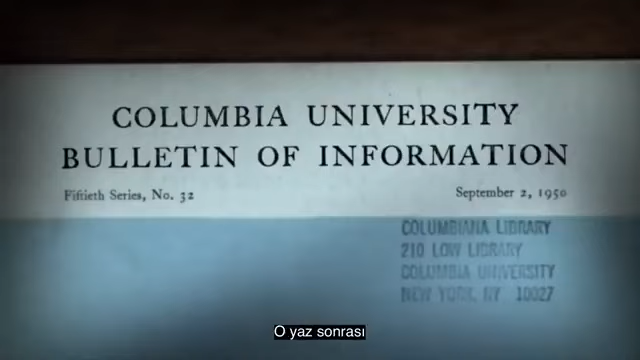 COLUMBIA UNIVERSITY
BULLETIN OF INFORMATION
Fiftieth Series, No. 32
September 2, 1950
COLUMBIANA LIBRARY
210 LOW LIBRARY
COLUMBIA UNIVERSITY
NEW YORK, NY 10027
O yaz sonrası